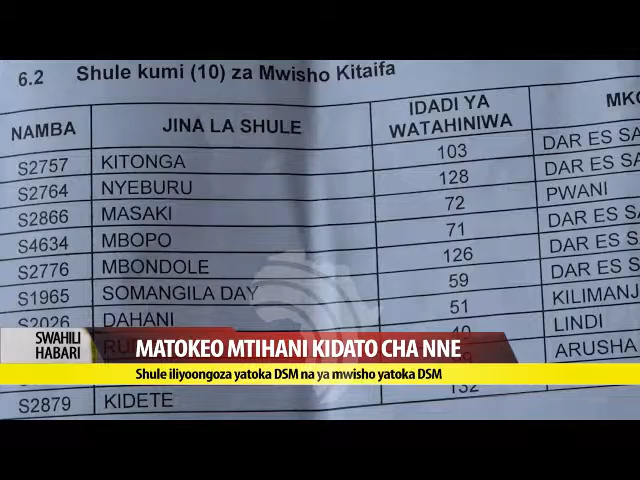 6.2 Shule kumi (10) za Mwisho Kitaifa
NAMBA JINA LA SHULE IDADI YA WATAHINIWA MKO
S2757 KITONGA 103 DAR ES SA
S2764 NYEBURU 128 DAR ES SA
S2866 MASAKI 72 PWANI
S4634 MBOPO 71 DAR ES SA
S2776 MBONDOLE 126 DAR ES SA
S1965 SOMANGILA DAY 59 DAR ES S
S2026 DAHANI 51 KILIMANJ
LINDI
ARUSHA
S2879 KIDETE 132
SWAHILI HABARI
MATOKEO MTIHANI KIDATO CHA NNE
Shule iliyoongoza yatoka DSM na ya mwisho yatoka DSM